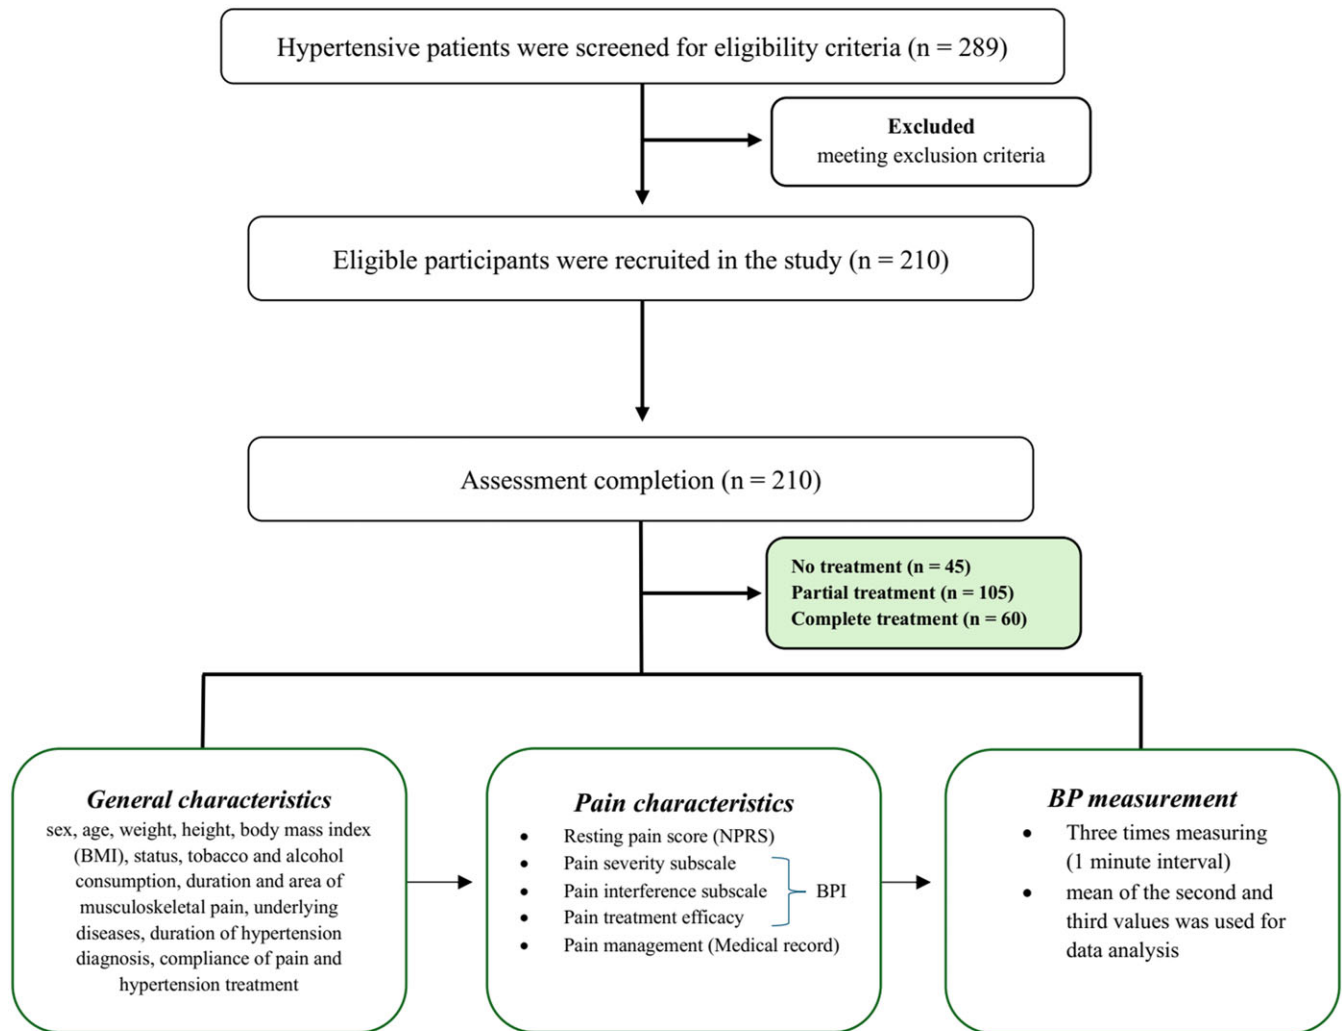 Hypertensive patients were screened for eligibility criteria (n = 289)
Excluded
meeting exclusion criteria
Eligible participants were recruited in the study (n = 210)
Assessment completion (n = 210)
No treatment (n = 45)
Partial treatment (n = 105)
Complete treatment (n = 60)
General characteristics
sex, age, weight, height, body mass index
(BMI), status, tobacco and alcohol
consumption, duration and area of
musculoskeletal pain, underlying
diseases, duration of hypertension
diagnosis, compliance of pain and
hypertension treatment
Pain characteristics
• Resting pain score (NPRS)
• Pain severity subscale
• Pain interference subscale
• Pain treatment efficacy
BPI
• Pain management (Medical record)
BP measurement
• Three times measuring
(1 minute interval)
• mean of the second and
third values was used for
data analysis